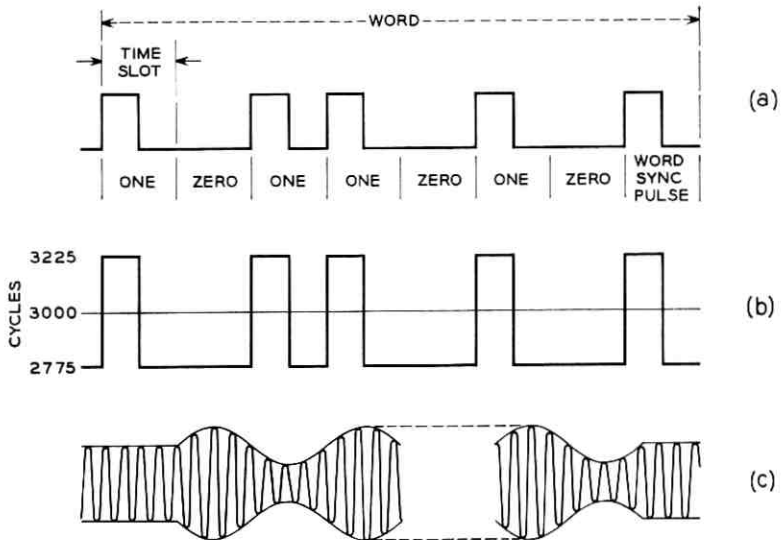 WORD
TIME
SLOT
(a)
ONE ZERO ONE ONE ZERO ONE ZERO WORD
SYNC
PULSE
CYCLES
3225
3000
2775
(b)
(c)